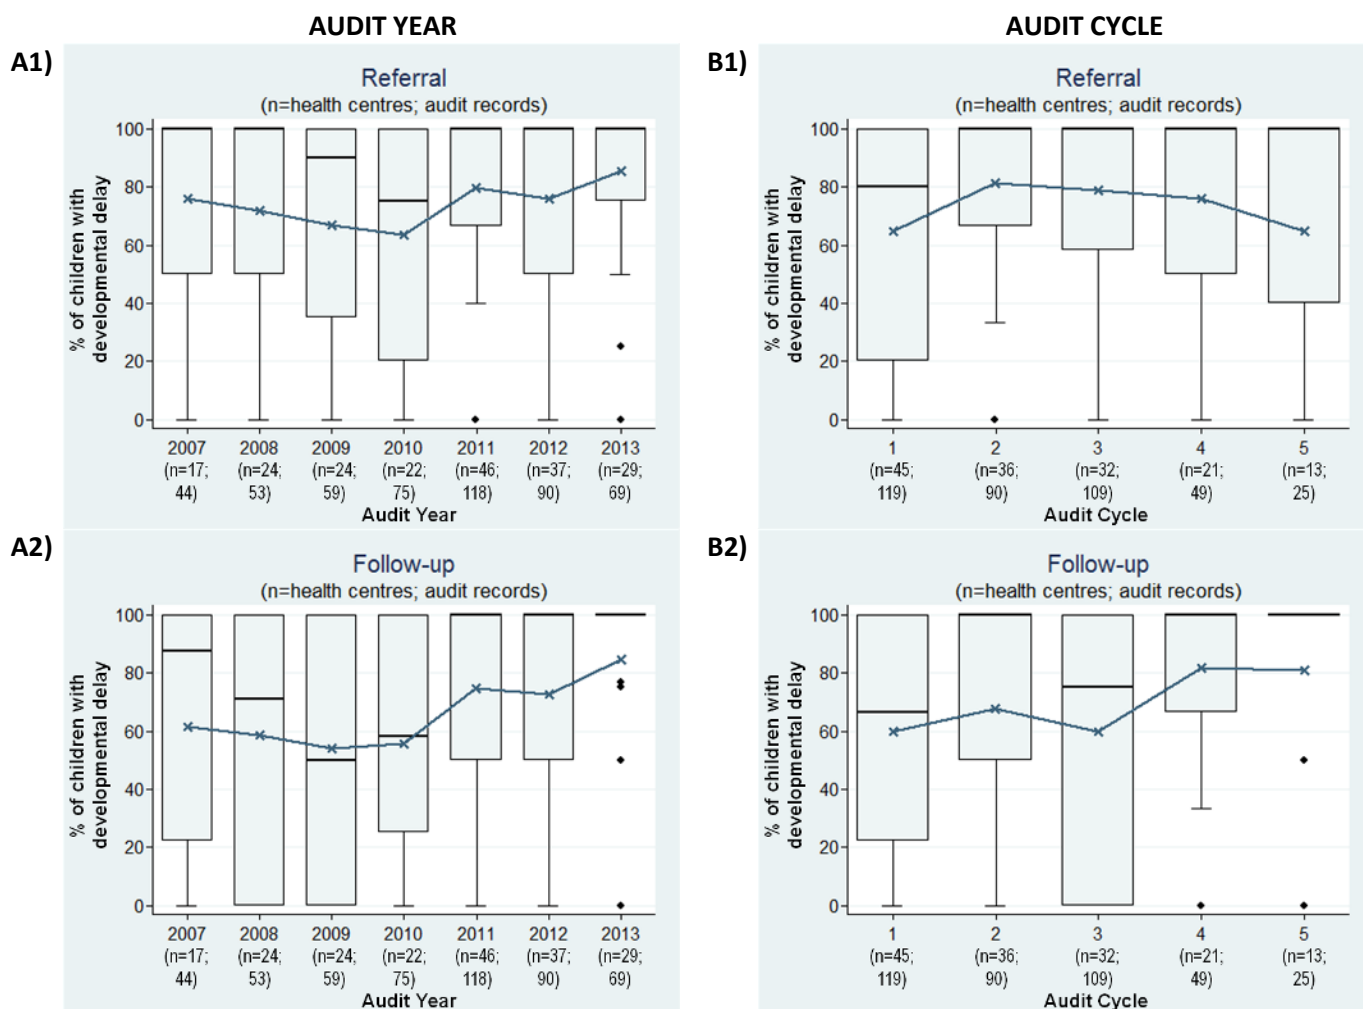 AUDIT YEAR
AUDIT CYCLE
A1)
Referral
(n=health centres; audit records)
% of children with
developmental delay
100
80
60
40
20
0
2007 2008 2009 2010 2011 2012 2013
(n=17; (n=24; (n=24; (n=22; (n=46; (n=37; (n=29;
44) 53) 59) 75) 118) 90) 69)
Audit Year
B1)
Referral
(n=health centres; audit records)
% of children with
developmental delay
100
80
60
40
20
0
1 2 3 4 5
(n=45; (n=36; (n=32; (n=21; (n=13;
119) 90) 109) 49) 25)
Audit Cycle
A2)
Follow-up
(n=health centres; audit records)
% of children with
developmental delay
100
80
60
40
20
0
2007 2008 2009 2010 2011 2012 2013
(n=17; (n=24; (n=24; (n=22; (n=46; (n=37; (n=29;
44) 53) 59) 75) 118) 90) 69)
Audit Year
B2)
Follow-up
(n=health centres; audit records)
% of children with
developmental delay
100
80
60
40
20
0
1 2 3 4 5
(n=45; (n=36; (n=32; (n=21; (n=13;
119) 90) 109) 49) 25)
Audit Cycle